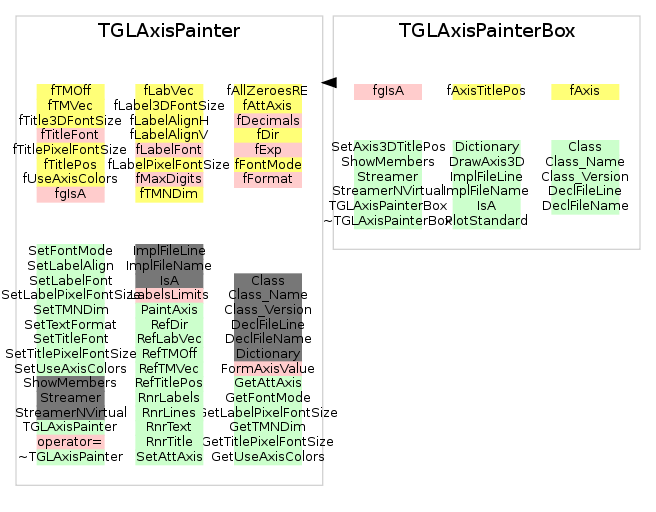 TGLAxisPainter
fTMOff
fTMVec
fTitle3DFontSize
fTitleFont
fTitlePixelFontSize
fTitlePos
fUseAxisColors
fgIsA
fLabVec
fLabel3DFontSize
fLabelAlignH
fLabelAlignV
fLabelFont
fLabelPixelFontSize
fMaxDigits
fTMNDim
fAllZeroesRE
fAttAxis
fDecimals
fDir
fExp
fFontMode
fFormat
SetFontMode
SetLabelAlign
SetLabelFont
SetLabelPixelFontSize
SetTMNDim
SetTextFormat
SetTitleFont
SetTitlePixelFontSize
SetUseAxisColors
ShowMembers
Streamer
StreamerNVirtual
TGLAxisPainter
operator=
~TGLAxisPainter
ImplFileLine
ImplFileName
IsA
LabelsLimits
PaintAxis
RefDir
RefLabVec
RefTMOff
RefTMVec
RefTitlePos
RnrLabels
RnrLines
RnrText
RnrTitle
SetAttAxis
Class
Class_Name
Class_Version
DeclFileLine
DeclFileName
Dictionary
FormAxisValue
GetAttAxis
GetFontMode
GetLabelPixelFontSize
GetTMNDim
GetTitlePixelFontSize
GetUseAxisColors
TGLAxisPainterBox
fgIsA
fAxisTitlePos
fAxis
SetAxis3DTitlePos
ShowMembers
Streamer
StreamerNVirtual
TGLAxisPainterBox
~TGLAxisPainterBox
Dictionary
DrawAxis3D
ImplFileLine
ImplFileName
IsA
PlotStandard
Class
Class_Name
Class_Version
DeclFileLine
DeclFileName